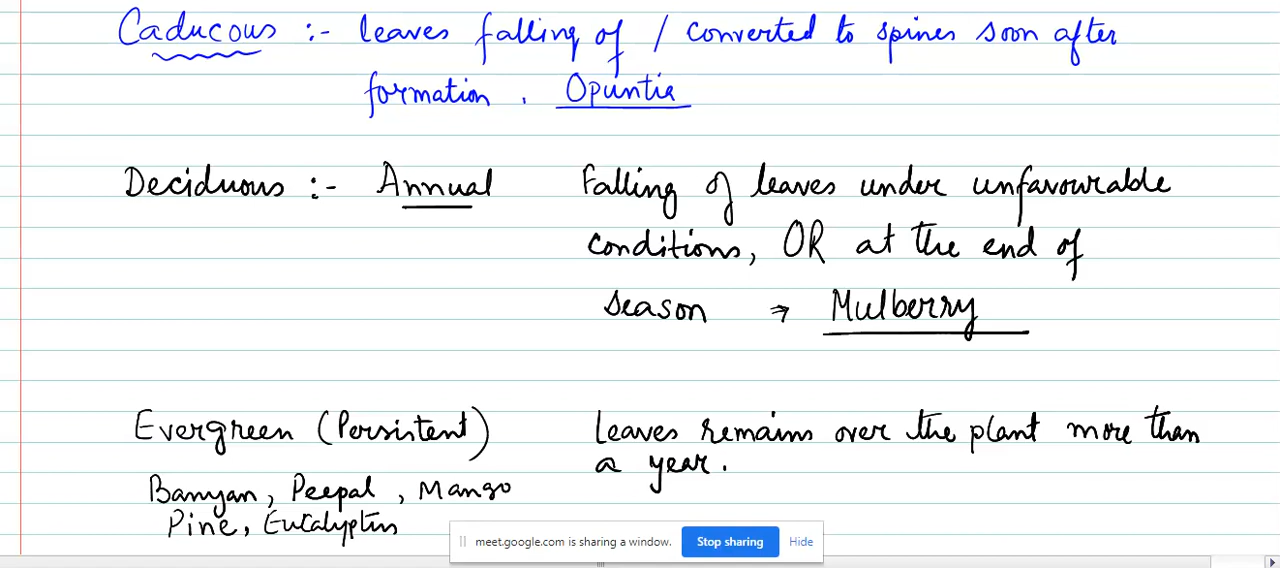 Caducous :- leaves falling of / converted to spines soon after
formation. Opuntia
Deciduous :- Annual Falling of leaves under unfavourable
conditions, OR at the end of
season ⇒ Mulberry
Evergreen (Persistent) Leaves remains over the plant more than
a year.
Banyan, Peepal, Mango
Pine, Eucalyptus
meet.google.com is sharing a window. Stop sharing Hide